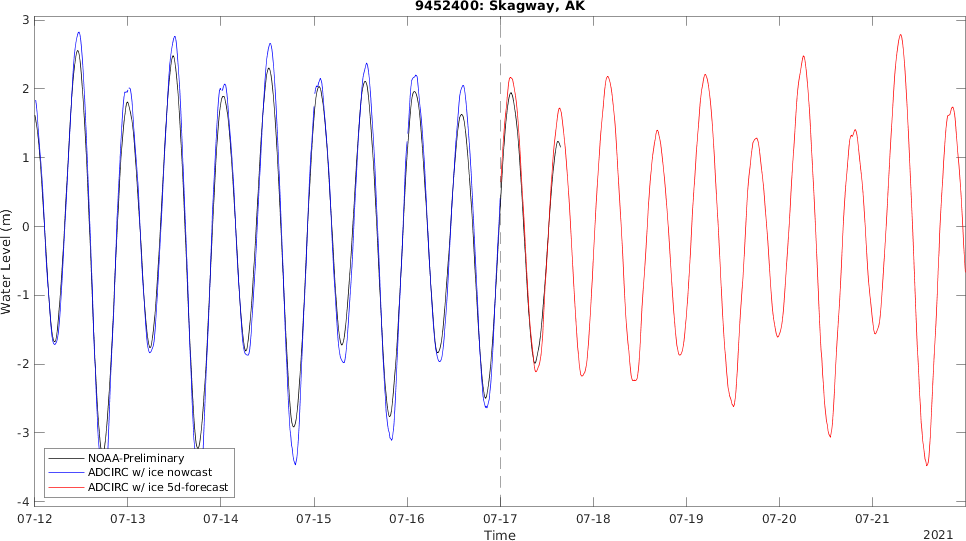 9452400: Skagway, AK
3
2
1
0
-1
-2
-3
-4
Water Level (m)
NOAA-Preliminary
ADCIRC w/ ice nowcast
ADCIRC w/ ice 5d-forecast
07-12 07-13 07-14 07-15 07-16 07-17 07-18 07-19 07-20 07-21
Time
2021